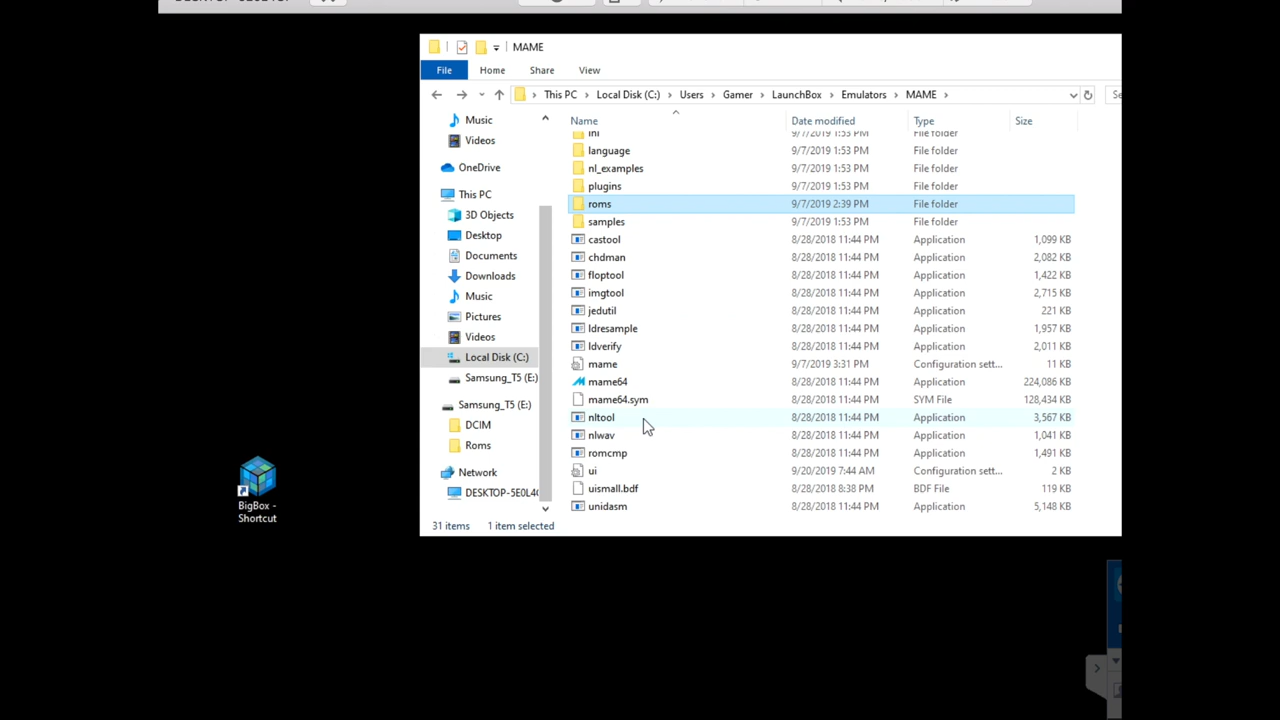 MAME
File Home Share View
This PC Local Disk (C:) Users Gamer LaunchBox Emulators MAME
Name Date modified Type Size
Music
Videos
OneDrive
This PC
3D Objects
Desktop
Documents
Downloads
Music
Pictures
Videos
Local Disk (C:)
Samsung_T5 (E:)
Samsung_T5 (E:)
DCIM
Roms
Network
DESKTOP-5E0L4
ini 9/7/2019 1:53 PM File folder
language 9/7/2019 1:53 PM File folder
nl_examples 9/7/2019 1:53 PM File folder
plugins 9/7/2019 1:53 PM File folder
roms 9/7/2019 2:39 PM File folder
samples 9/7/2019 1:53 PM File folder
castool 8/28/2018 11:44 PM Application 1,099 KB
chdman 8/28/2018 11:44 PM Application 2,082 KB
floptool 8/28/2018 11:44 PM Application 1,422 KB
imgtool 8/28/2018 11:44 PM Application 2,715 KB
jedutil 8/28/2018 11:44 PM Application 221 KB
ldresample 8/28/2018 11:44 PM Application 1,957 KB
ldverify 8/28/2018 11:44 PM Application 2,011 KB
mame 9/7/2019 3:31 PM Configuration sett... 11 KB
mame64 8/28/2018 11:44 PM Application 224,086 KB
mame64.sym 8/28/2018 11:44 PM SYM File 128,434 KB
nltool 8/28/2018 11:44 PM Application 3,567 KB
nlwav 8/28/2018 11:44 PM Application 1,041 KB
romcmp 8/28/2018 11:44 PM Application 1,491 KB
ui 9/20/2019 7:44 AM Configuration sett... 2 KB
uismall.bdf 8/28/2018 8:38 PM BDF File 119 KB
unidasm 8/28/2018 11:44 PM Application 5,148 KB
31 items 1 item selected
BigBox -
Shortcut